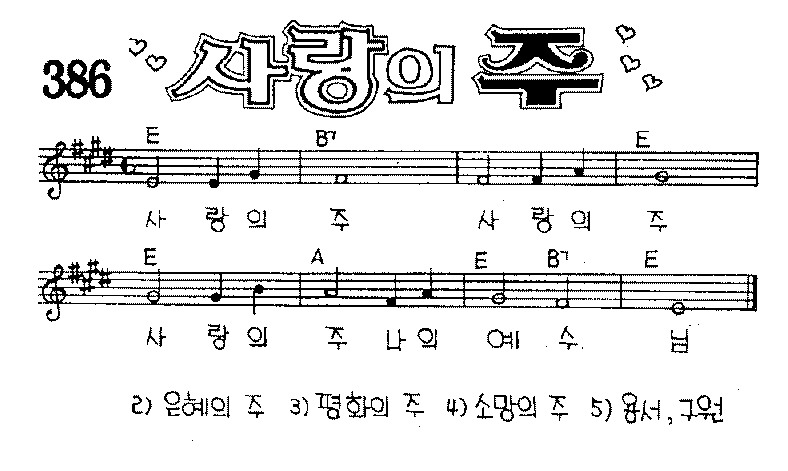 386 사랑의 주
E B7 E
사 랑 의 주 사 랑 의 주
E A E B7 E
사 랑 의 주 나 의 예 수 님
2) 은혜의 주 3) 평화의 주 4) 소망의 주 5) 용서, 구원